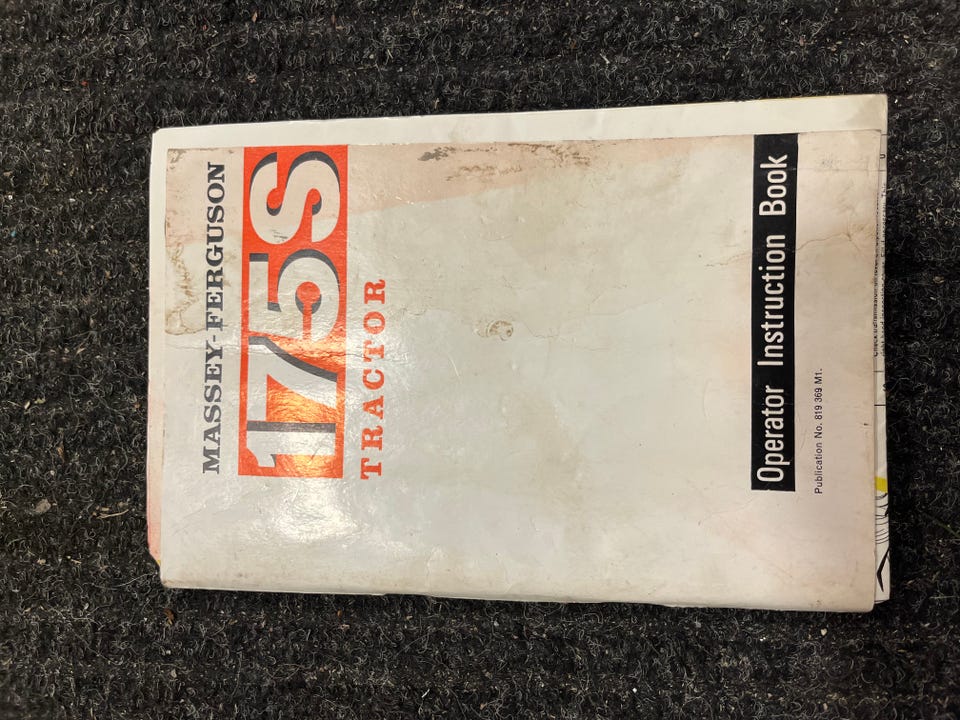 MASSEY-FERGUSON
175S
TRACTOR
Operator Instruction Book
Publication No. 819 369 M1.